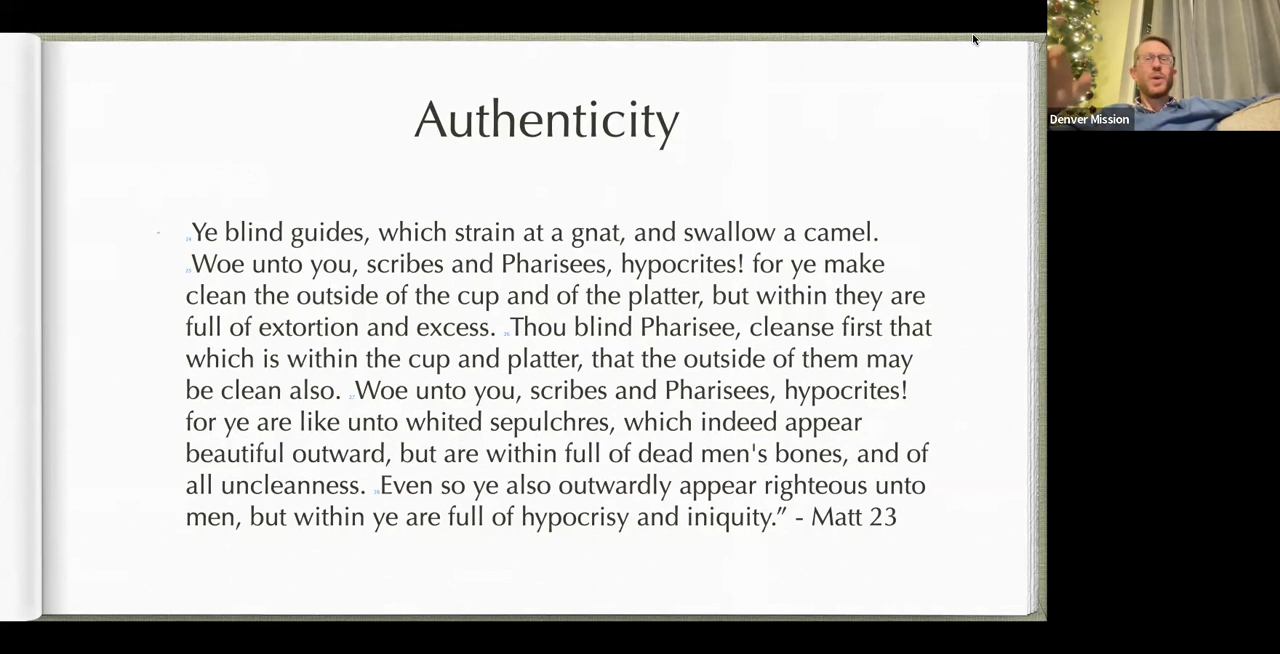 Authenticity
24 Ye blind guides, which strain at a gnat, and swallow a camel.
25 Woe unto you, scribes and Pharisees, hypocrites! for ye make
clean the outside of the cup and of the platter, but within they are
full of extortion and excess. 26 Thou blind Pharisee, cleanse first that
which is within the cup and platter, that the outside of them may
be clean also. 27 Woe unto you, scribes and Pharisees, hypocrites!
for ye are like unto whited sepulchres, which indeed appear
beautiful outward, but are within full of dead men's bones, and of
all uncleanness. 28 Even so ye also outwardly appear righteous unto
men, but within ye are full of hypocrisy and iniquity.” - Matt 23
Denver Mission